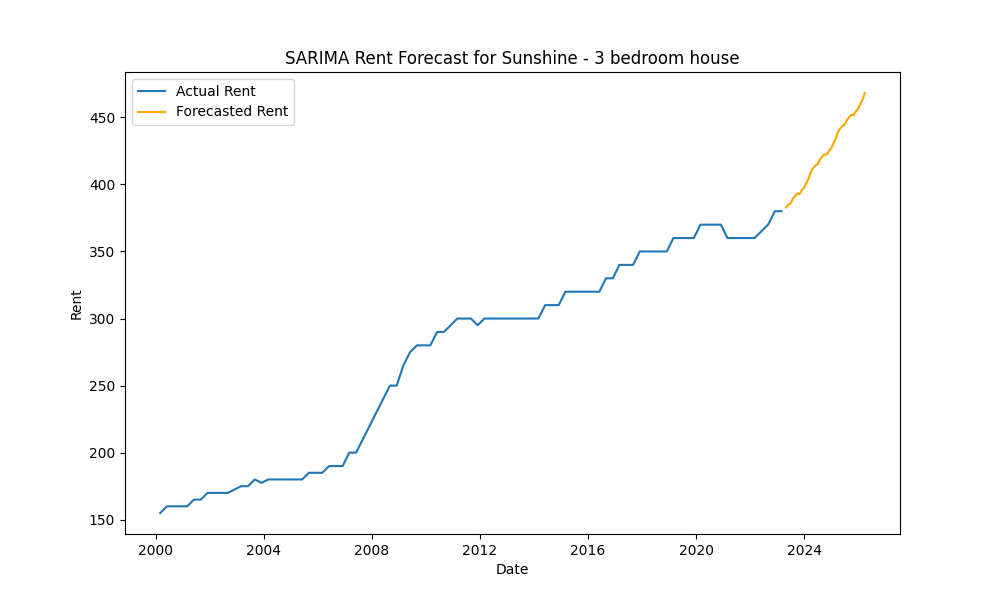 SARIMA Rent Forecast for Sunshine - 3 bedroom house
Actual Rent
Forecasted Rent
450
400
350
300
250
200
150
Rent
2000 2004 2008 2012 2016 2020 2024
Date